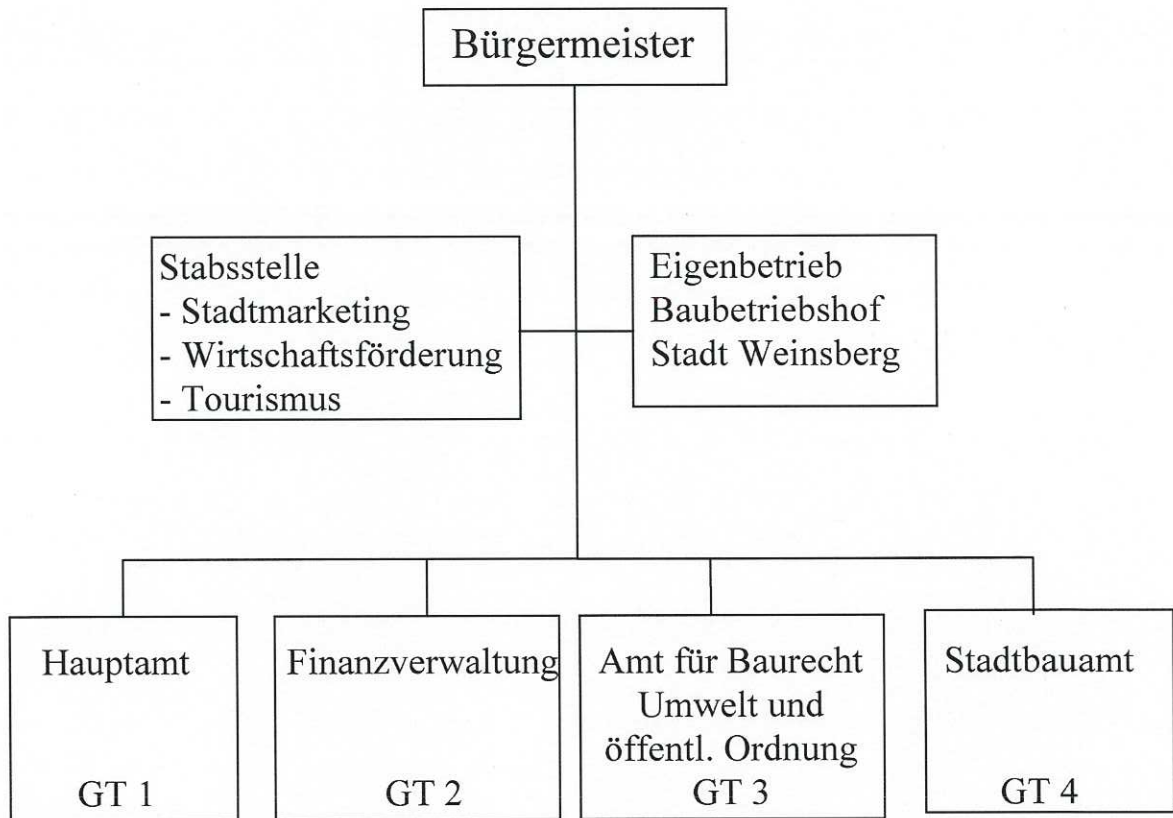 Bürgermeister
Stabsstelle
- Stadtmarketing
- Wirtschaftsförderung
- Tourismus
Eigenbetrieb
Baubetriebshof
Stadt Weinsberg
Hauptamt
GT 1
Finanzverwaltung
GT 2
Amt für Baurecht
Umwelt und
öffentl. Ordnung
GT 3
Stadtbauamt
GT 4